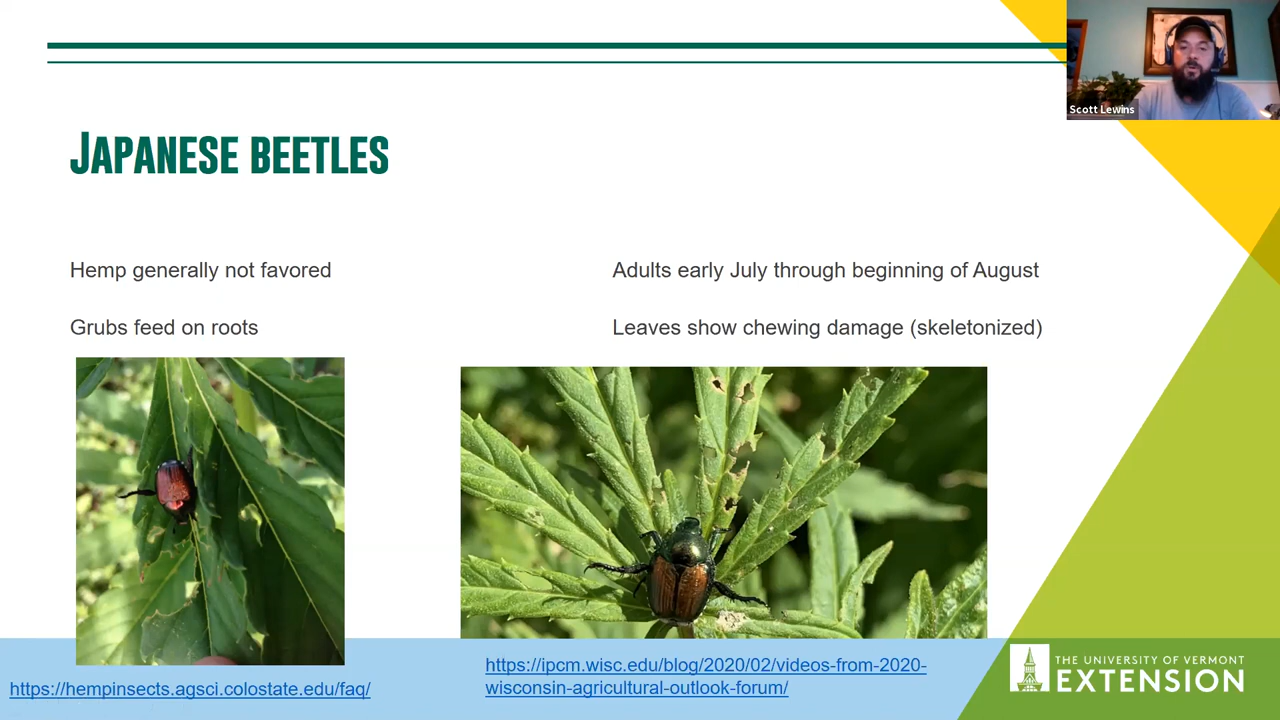 Scott Lewins
JAPANESE BEETLES
Hemp generally not favored
Grubs feed on roots
Adults early July through beginning of August
Leaves show chewing damage (skeletonized)
https://hempinsects.agsci.colostate.edu/faq/
https://ipcm.wisc.edu/blog/2020/02/videos-from-2020-
wisconsin-agricultural-outlook-forum/
THE UNIVERSITY OF VERMONT
EXTENSION